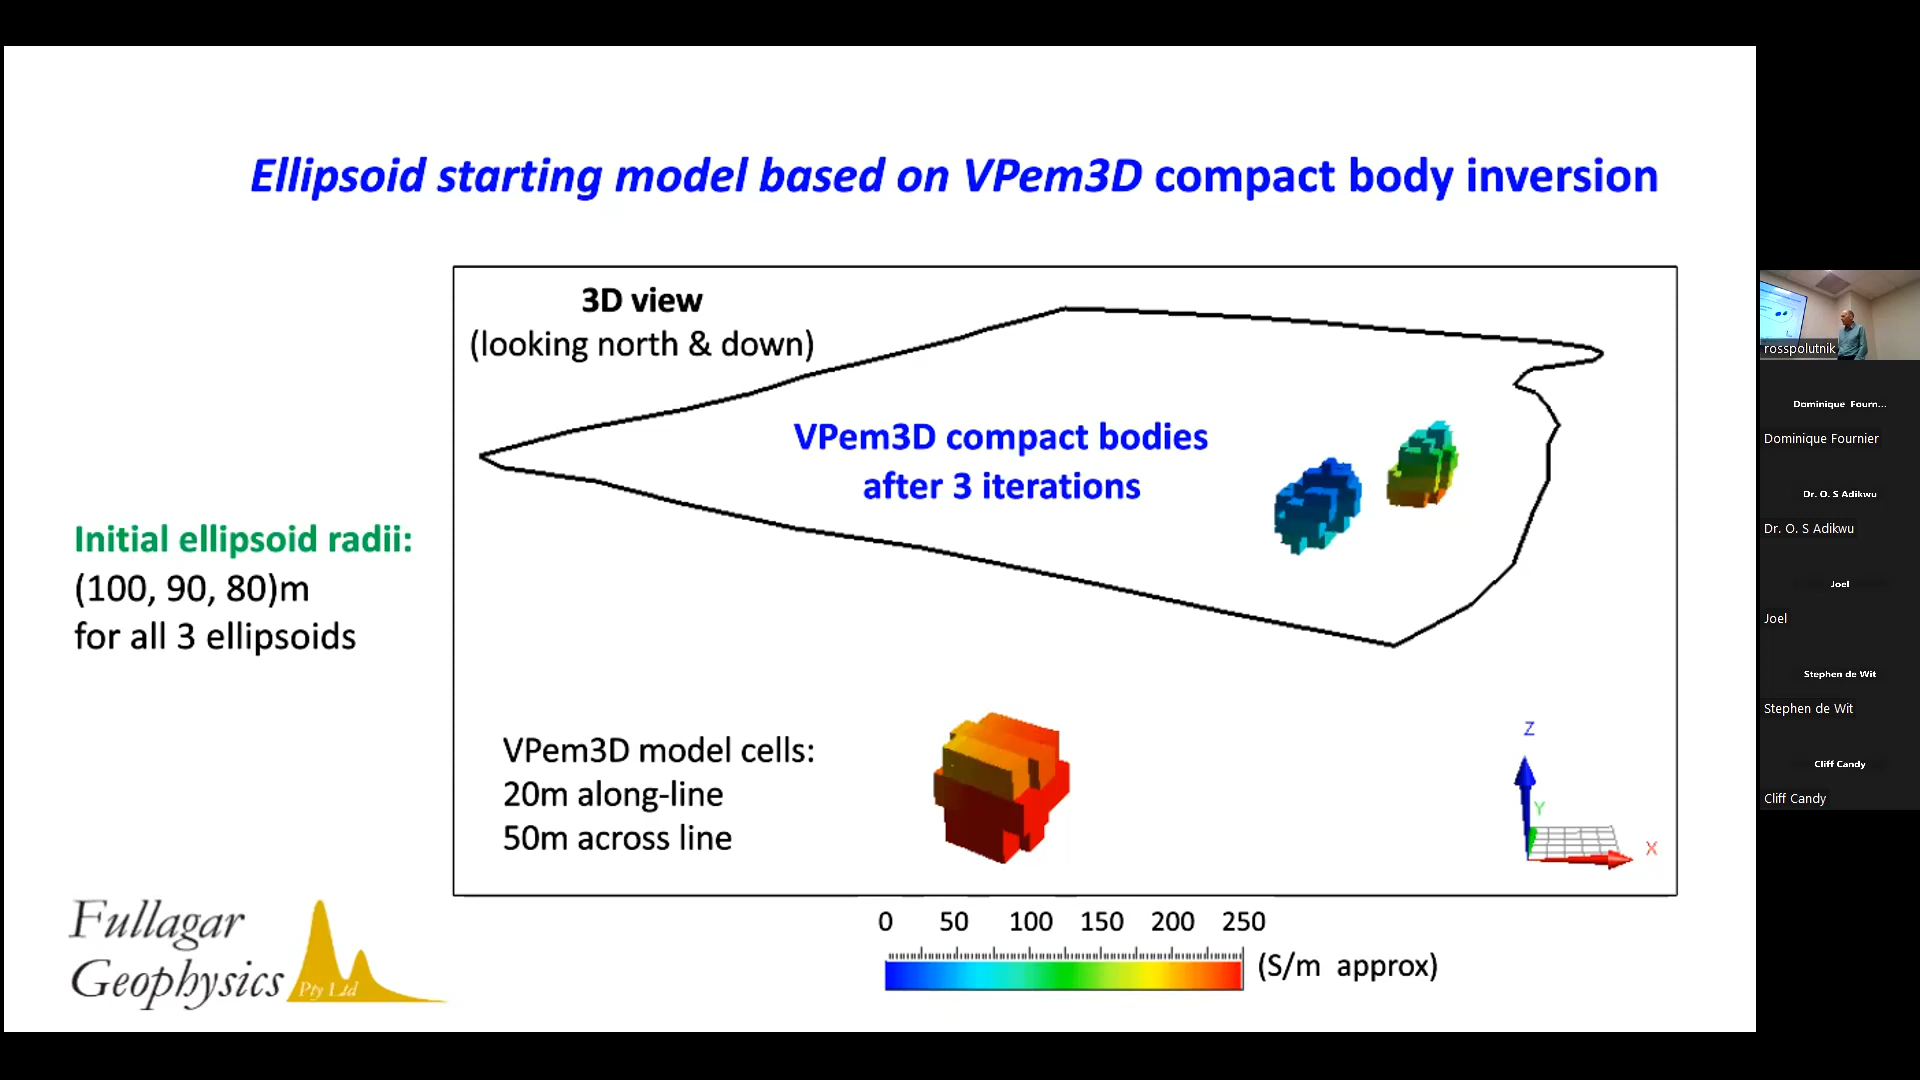 Ellipsoid starting model based on VPem3D compact body inversion
3D view
(looking north & down)
VPem3D compact bodies
after 3 iterations
Initial ellipsoid radii:
(100, 90, 80)m
for all 3 ellipsoids
VPem3D model cells:
20m along-line
50m across line
Z
Y
X
0 50 100 150 200 250
(S/m approx)
Fullagar
Geophysics
Pty Ltd
rosspolutnik
Dominique Fourn...
Dominique Fournier
Dr. O. S Adikwu
Dr. O. S Adikwu
Joel
Joel
Stephen de Wit
Stephen de Wit
Cliff Candy
Cliff Candy